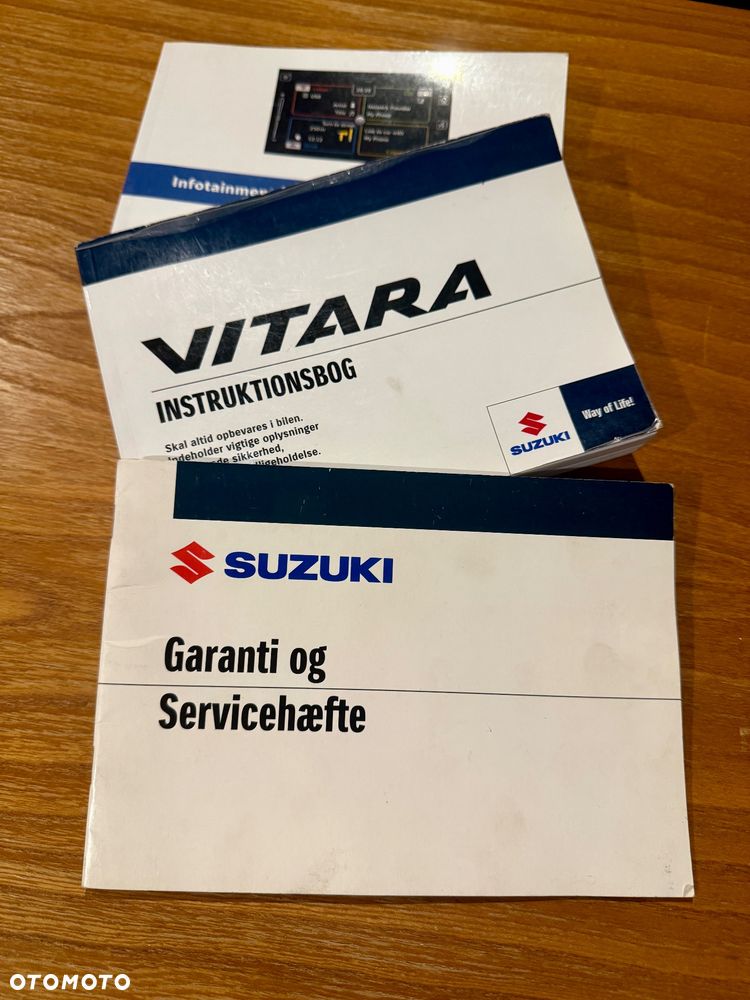 Infotainment
VITARA
INSTRUKTIONSBOG
Skal altid opbevares i bilen.
Indeholder vigtige oplysninger
sikkerhed,
SUZUKI
Way of Life!
SUZUKI
Garanti og
Servicehæfte
OTOMOTO